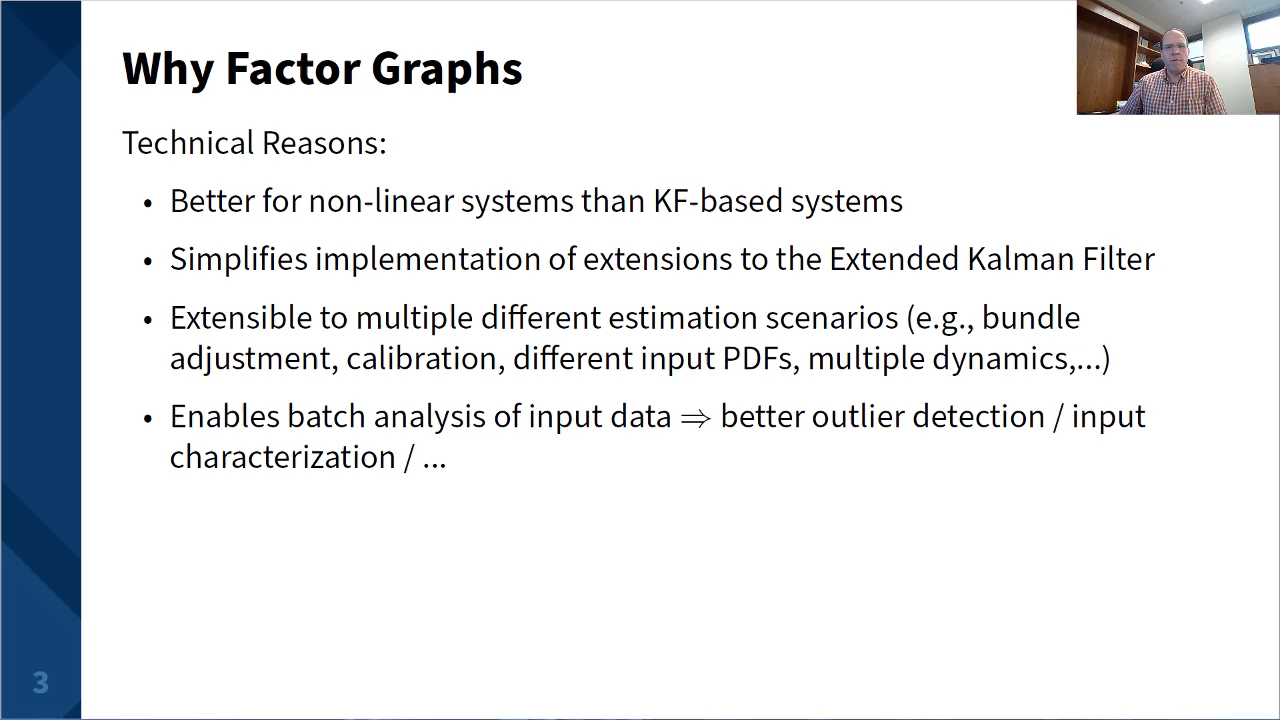 Why Factor Graphs
Technical Reasons:
• Better for non-linear systems than KF-based systems
• Simplifies implementation of extensions to the Extended Kalman Filter
• Extensible to multiple different estimation scenarios (e.g., bundle
adjustment, calibration, different input PDFs, multiple dynamics,...)
• Enables batch analysis of input data ⇒ better outlier detection / input
characterization / ...
3